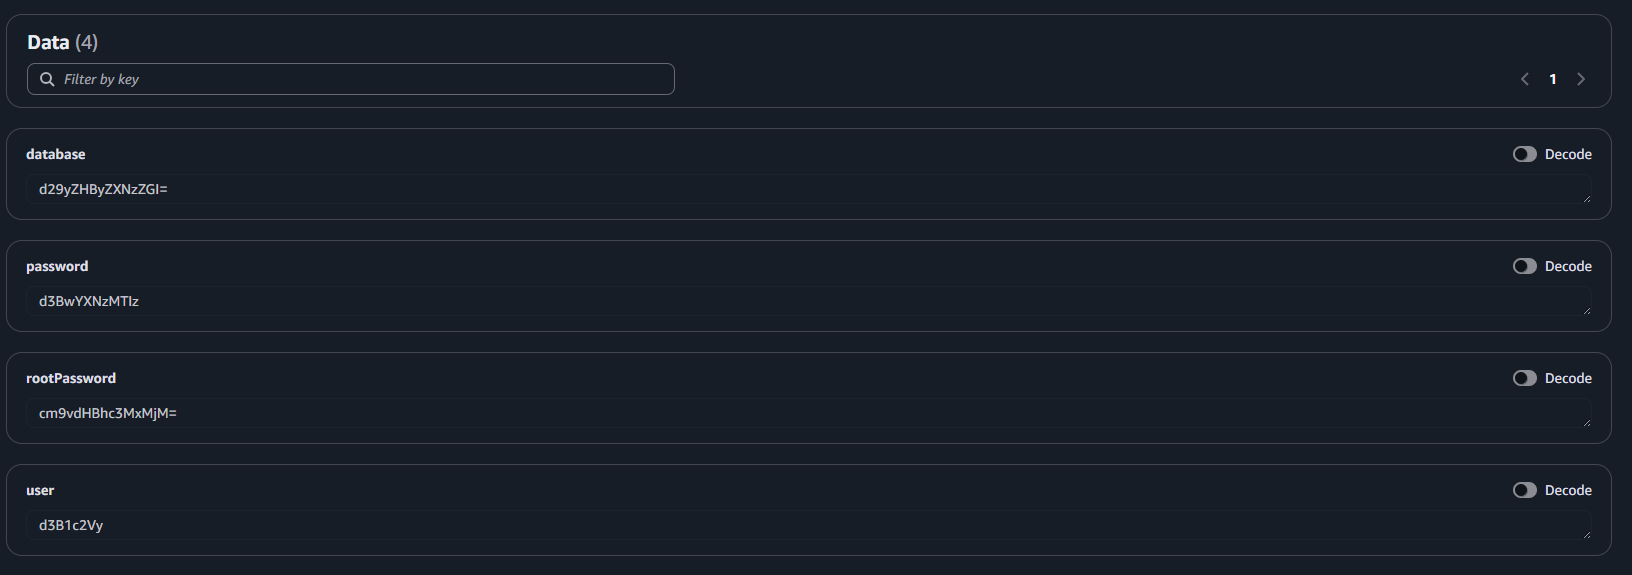 Data (4)
Filter by key
1
database
Decode
d29yZHByZXNzZGI=
password
Decode
d3BwYXNzMTIz
rootPassword
Decode
cm9vdHBhc3MxMjM=
user
Decode
d3B1c2Vy